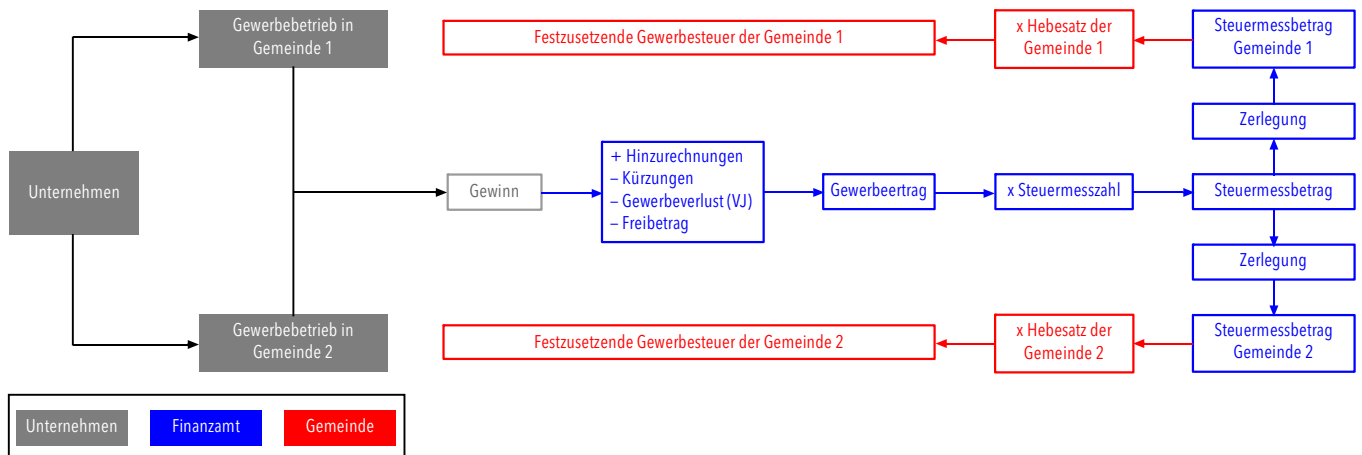 Gewerbebetrieb in
Gemeinde 1
Festzusetzende Gewerbesteuer der Gemeinde 1
x Hebesatz der
Gemeinde 1
Steuermessbetrag
Gemeinde 1
Zerlegung
Unternehmen
Gewinn
+ Hinzurechnungen
– Kürzungen
– Gewerbeverlust (VJ)
– Freibetrag
Gewerbeertrag
x Steuermesszahl
Steuermessbetrag
Zerlegung
Gewerbebetrieb in
Gemeinde 2
Festzusetzende Gewerbesteuer der Gemeinde 2
x Hebesatz der
Gemeinde 2
Steuermessbetrag
Gemeinde 2
Unternehmen
Finanzamt
Gemeinde